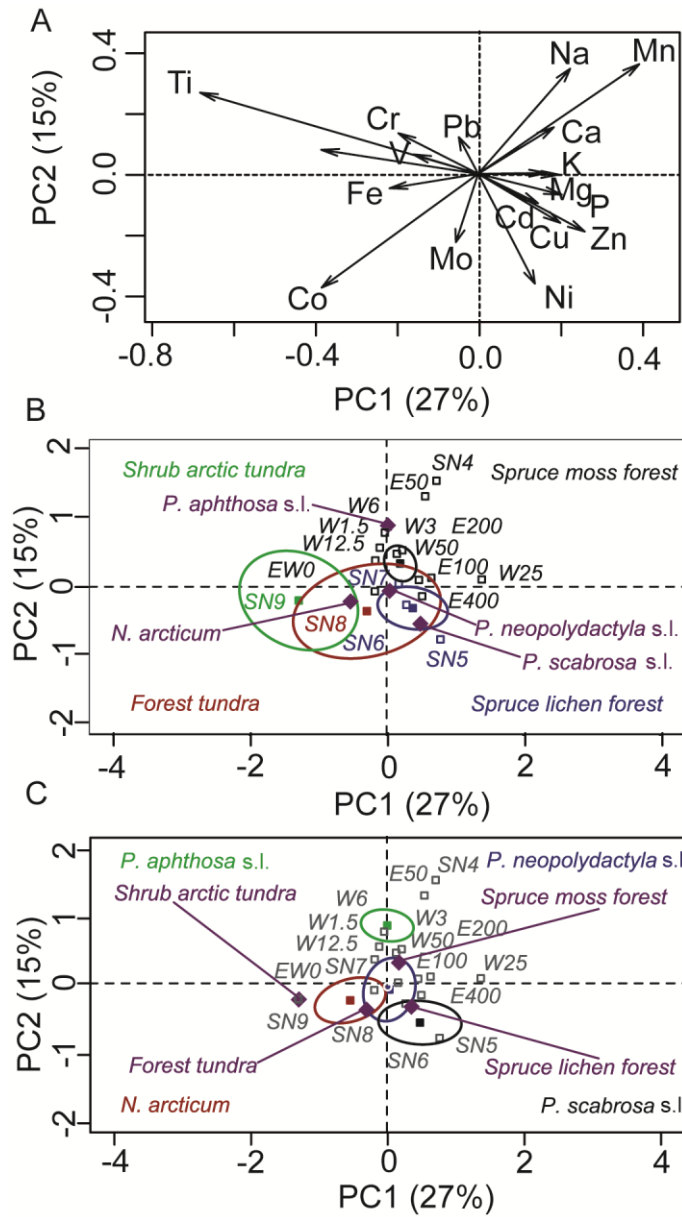 A
Ti
Na
Mn
Cr
Pb
Ca
V
K
Fe
Mg
P
Cd
Cu
Zn
Mo
Co
Ni
PC2 (15%)
0.4
0.0
-0.4
-0.8
-0.4
0.0
0.4
PC1 (27%)
B
Shrub arctic tundra
SN4
E50
Spruce moss forest
P. aphthosa s.l.
W6
W1.5
W3
E200
W12.5
W50
EW0
SN7
E100
W25
SN9
E400
N. arcticum
SN8
P. neopolydactyla s.l.
SN6
SN5
P. scabrosa s.l.
Forest tundra
Spruce lichen forest
PC2 (15%)
2
1
0
-1
-2
-4
-2
0
2
4
PC1 (27%)
C
P. aphthosa s.l.
P. neopolydactyla s.l
E50
SN4
Shrub arctic tundra
W6
Spruce moss forest
W1.5
W3
W12.5
W50
E200
EW0
SN7
E100
W25
E400
SN9
SN8
SN5
SN6
Forest tundra
Spruce lichen forest
N. arcticum
P. scabrosa s.l
PC2 (15%)
2
1
0
-1
-2
-4
-2
0
2
4
PC1 (27%)